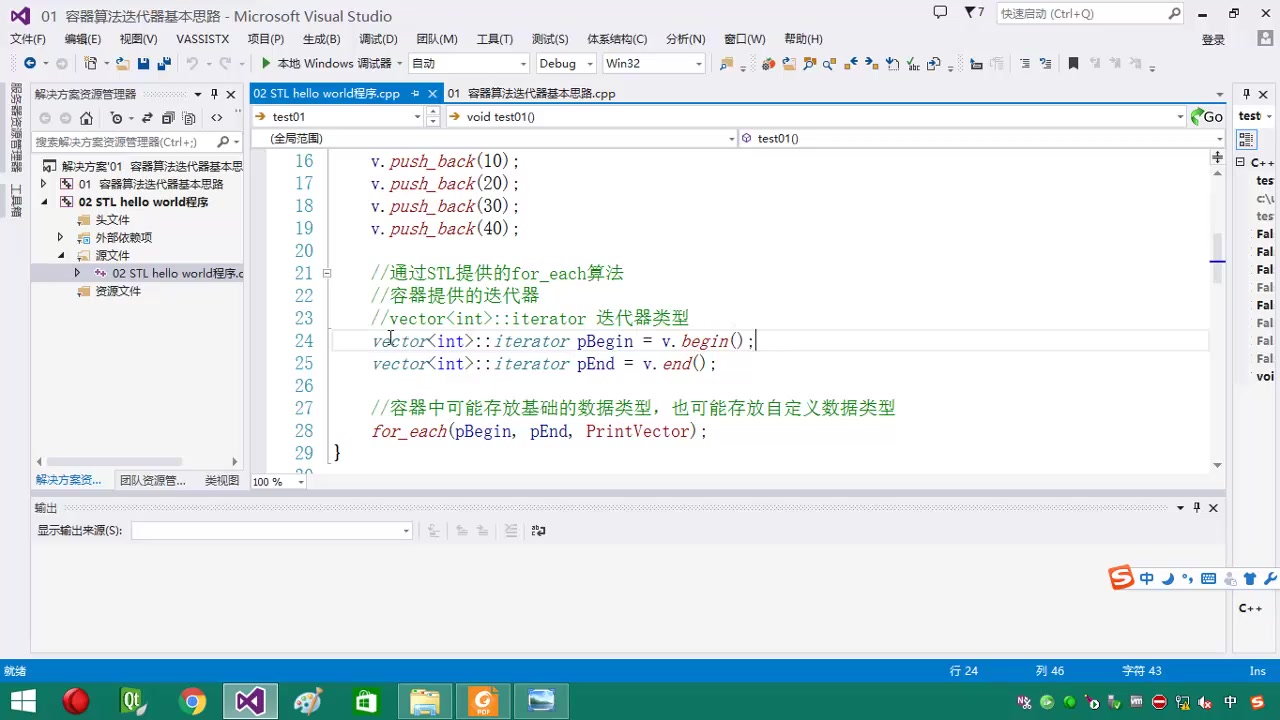 01 容器算法迭代器基本思路 - Microsoft Visual Studio
7
快速启动 (Ctrl+Q)
文件(F) 编辑(E) 视图(V) VASSISTX 项目(P) 生成(B) 调试(D) 团队(M) 工具(T) 测试(S) 体系结构(C) 分析(N) 窗口(W) 帮助(H)
登录
本地 Windows 调试器 自动 Debug Win32
服务器资源管理器
工具箱
解决方案资源管理器
搜索解决方案资源管理器(Ctrl+;)
解决方案'01 容器算法迭代器基本思
01 容器算法迭代器基本思路
02 STL hello world程序
头文件
外部依赖项
源文件
02 STL hello world程序.c
资源文件
解决方案资... 团队资源管... 类视图
02 STL hello world程序.cpp 01 容器算法迭代器基本思路.cpp
test01 void test01() Go
(全局范围) test01()
16 v.push_back(10);
17 v.push_back(20);
18 v.push_back(30);
19 v.push_back(40);
20
21 //通过STL提供的for_each算法
22 //容器提供的迭代器
23 //vector<int>::iterator 迭代器类型
24 vector<int>::iterator pBegin = v.begin();
25 vector<int>::iterator pEnd = v.end();
26
27 //容器中可能存放基础的数据类型，也可能存放自定义数据类型
28 for_each(pBegin, pEnd, PrintVector);
29 }
100 %
test
C++
tes
c:\u
tes
Fal
Fal
Fal
Fal
Fal
Fal
Fal
Fal
voi
C++
输出
显示输出来源(S):
中
就绪 行 24 列 46 字符 43 Ins
Qt
PDF
中